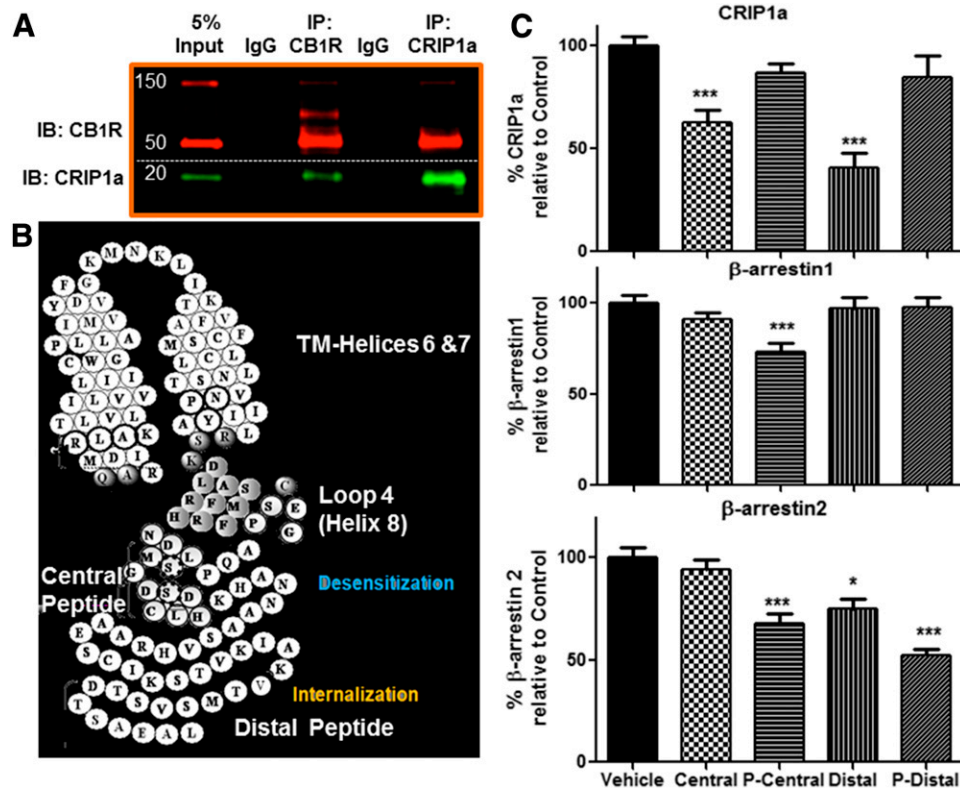 A
5% Input
IgG
IP: CB1R
IgG
IP: CRIP1a
150
IB: CB1R
50
IB: CRIP1a
20
B
K M N K L
F G I
Y D V T K
I M V A F V
P L L A M S C F
C W G L C L
L I I T S N L
I L V V P N V
T L V L A Y I I
R L A K S R L
M D I K D
Q A R L A S C
R F M S E
H R F P G
TM-Helices 6 &7
Loop 4
(Helix 8)
N D
M S L P Q A
G D S D K H A N
C L H
E A A R H V S A A N
S C I K S T V K I A
D T S V S M T V K
T S A E A L
Central
Peptide
Desensitization
Internalization
Distal Peptide
C
CRIP1a
% CRIP1a
relative to Control
100
50
0
***
***
β-arrestin1
% β-arrestin1
relative to Control
100
50
0
***
β-arrestin2
% β-arrestin 2
relative to Control
100
50
0
***
*
***
Vehicle Central P-Central Distal P-Distal